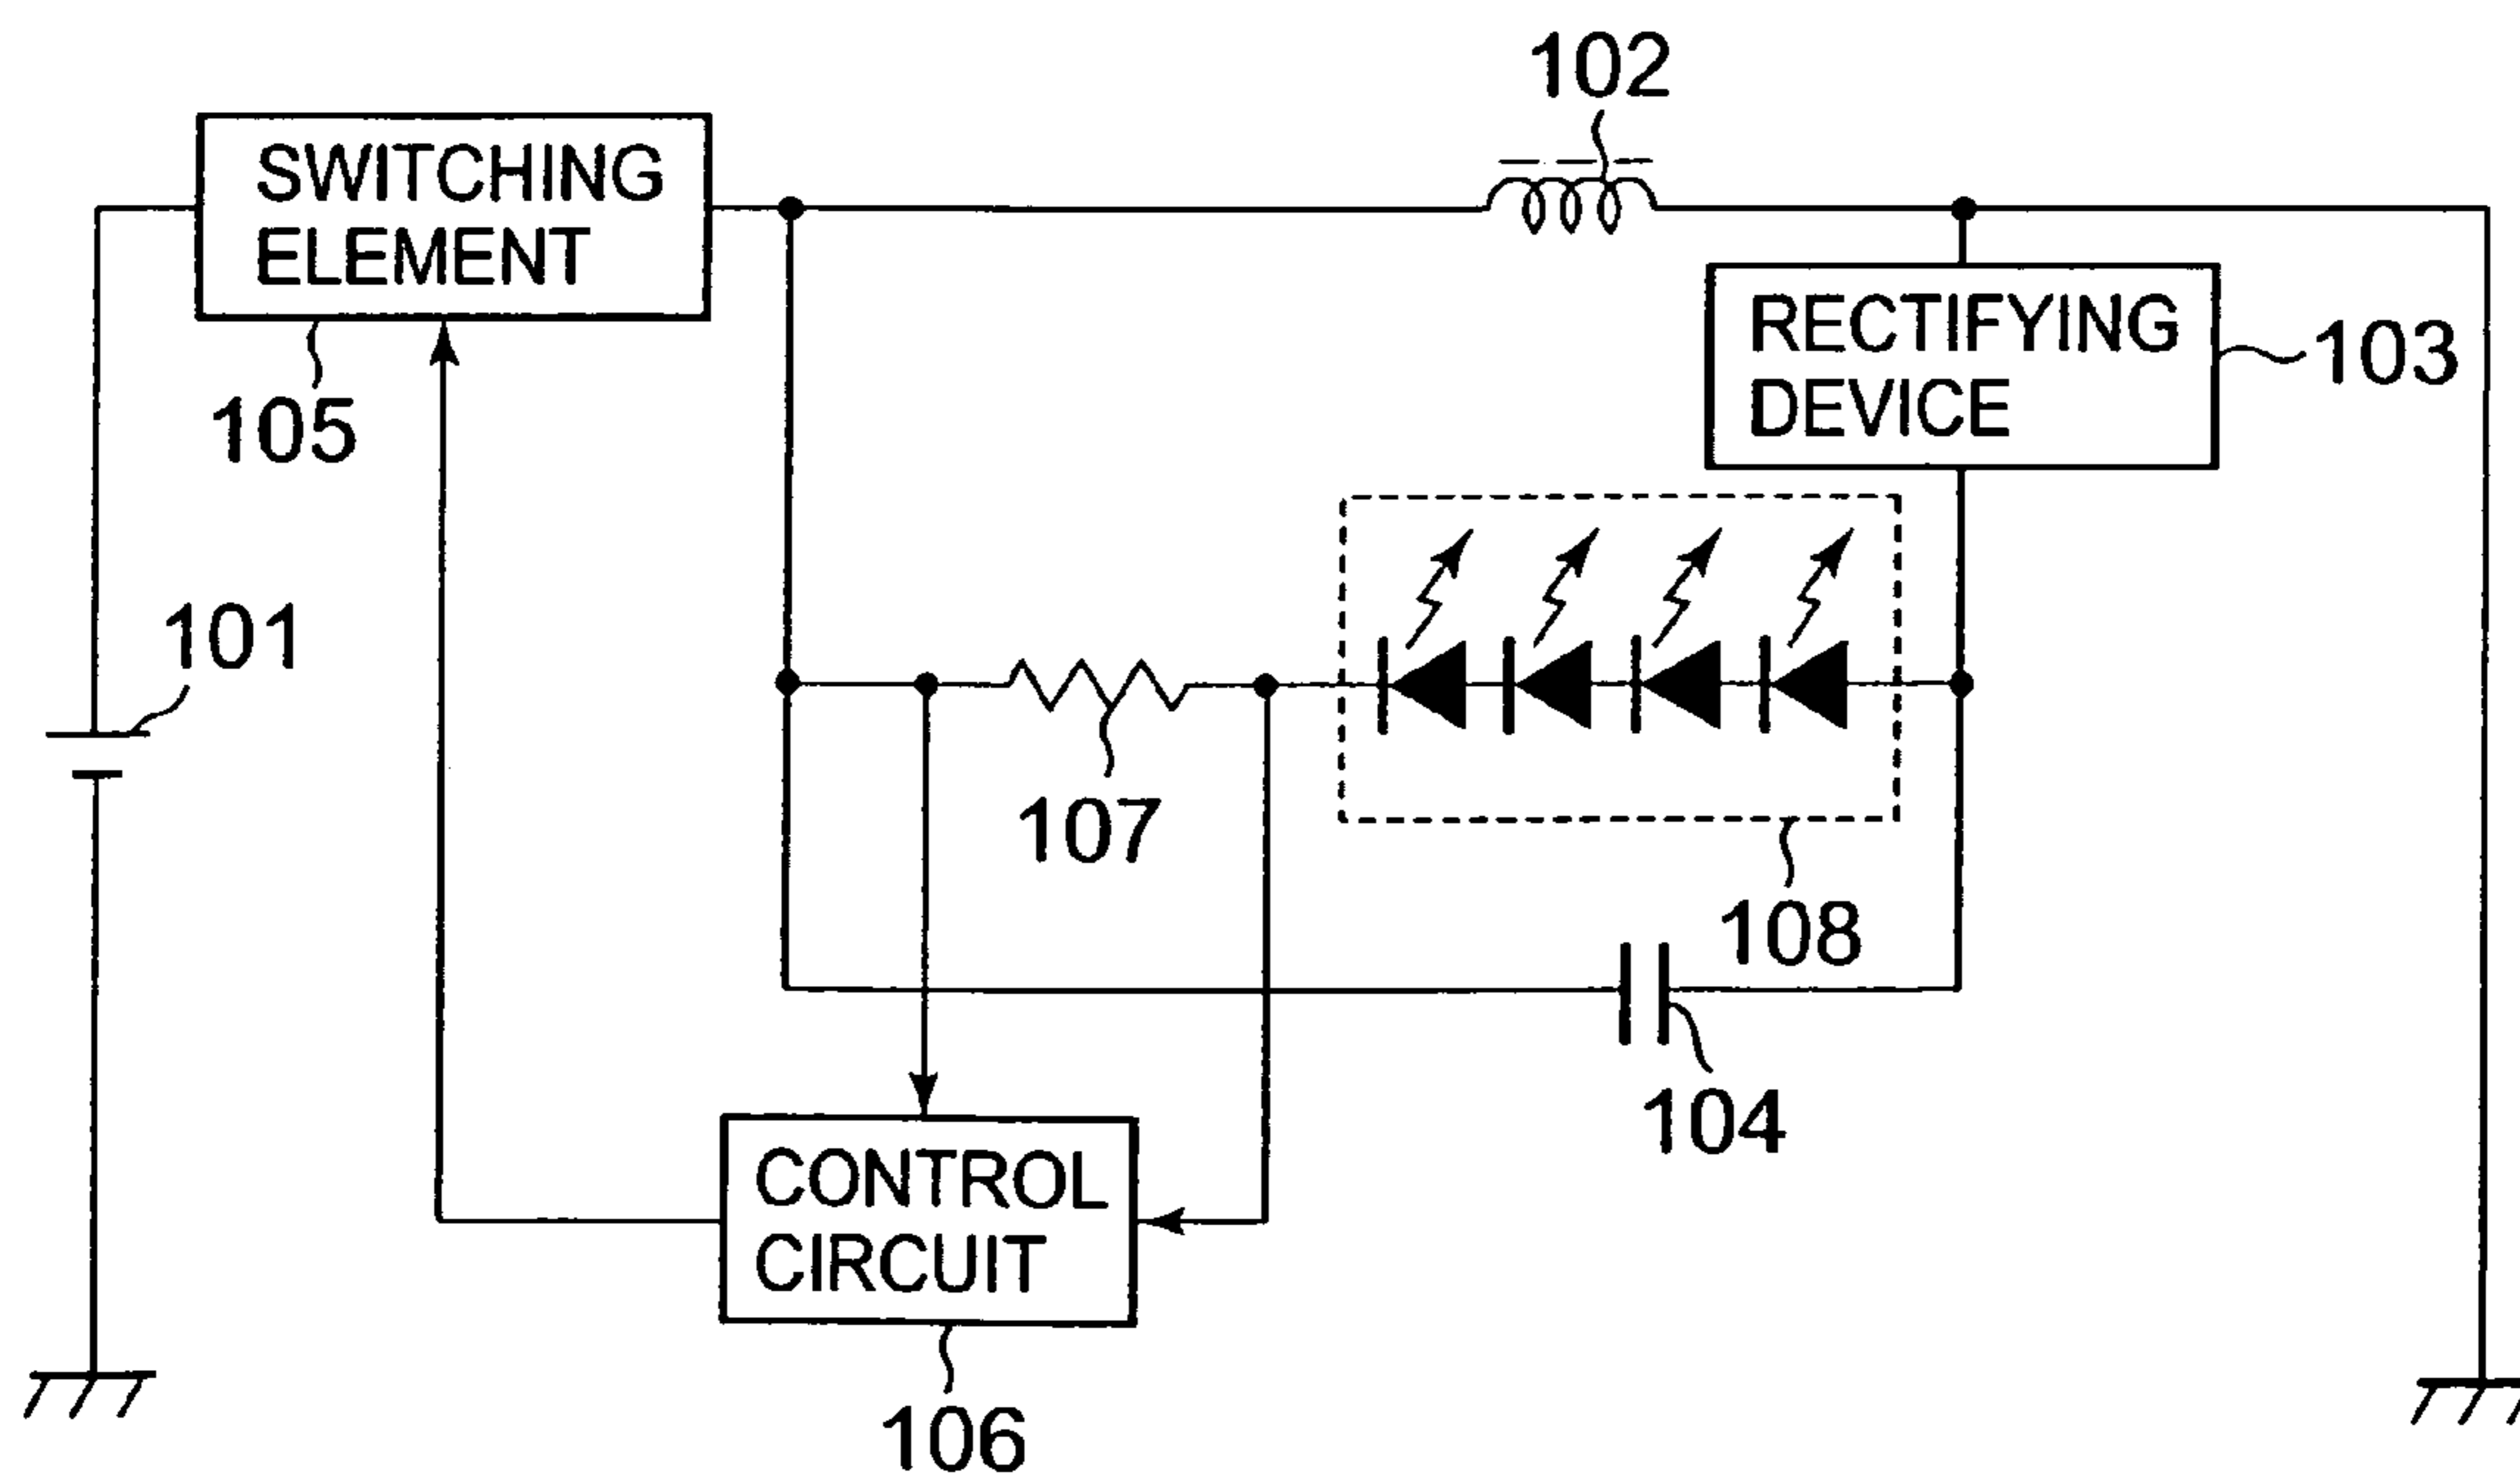 102
SWITCHING
ELEMENT
RECTIFYING
DEVICE
103
105
101
107
108
104
CONTROL
CIRCUIT
106